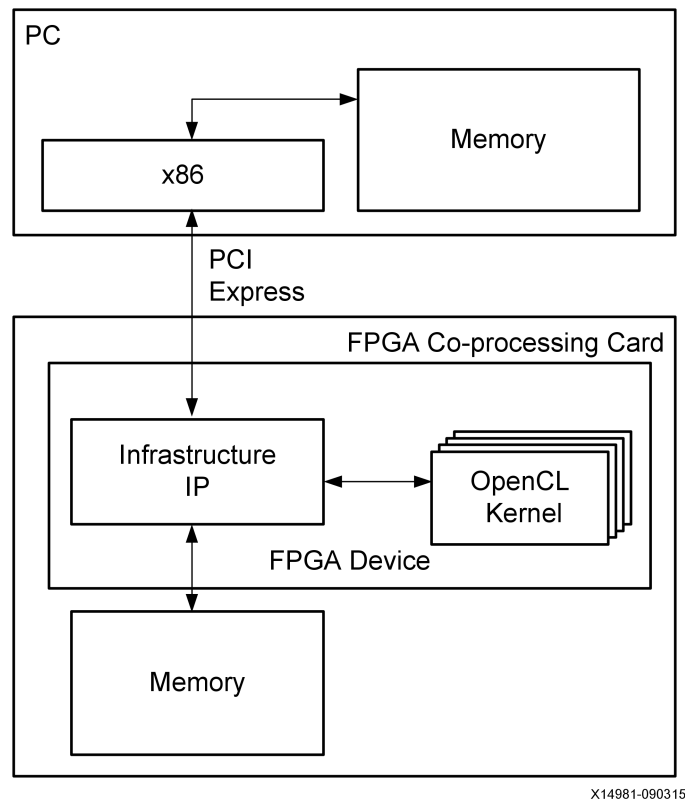 PC
Memory
x86
PCI
Express
FPGA Co-processing Card
Infrastructure
IP
OpenCL
Kernel
FPGA Device
Memory
X14981-090315